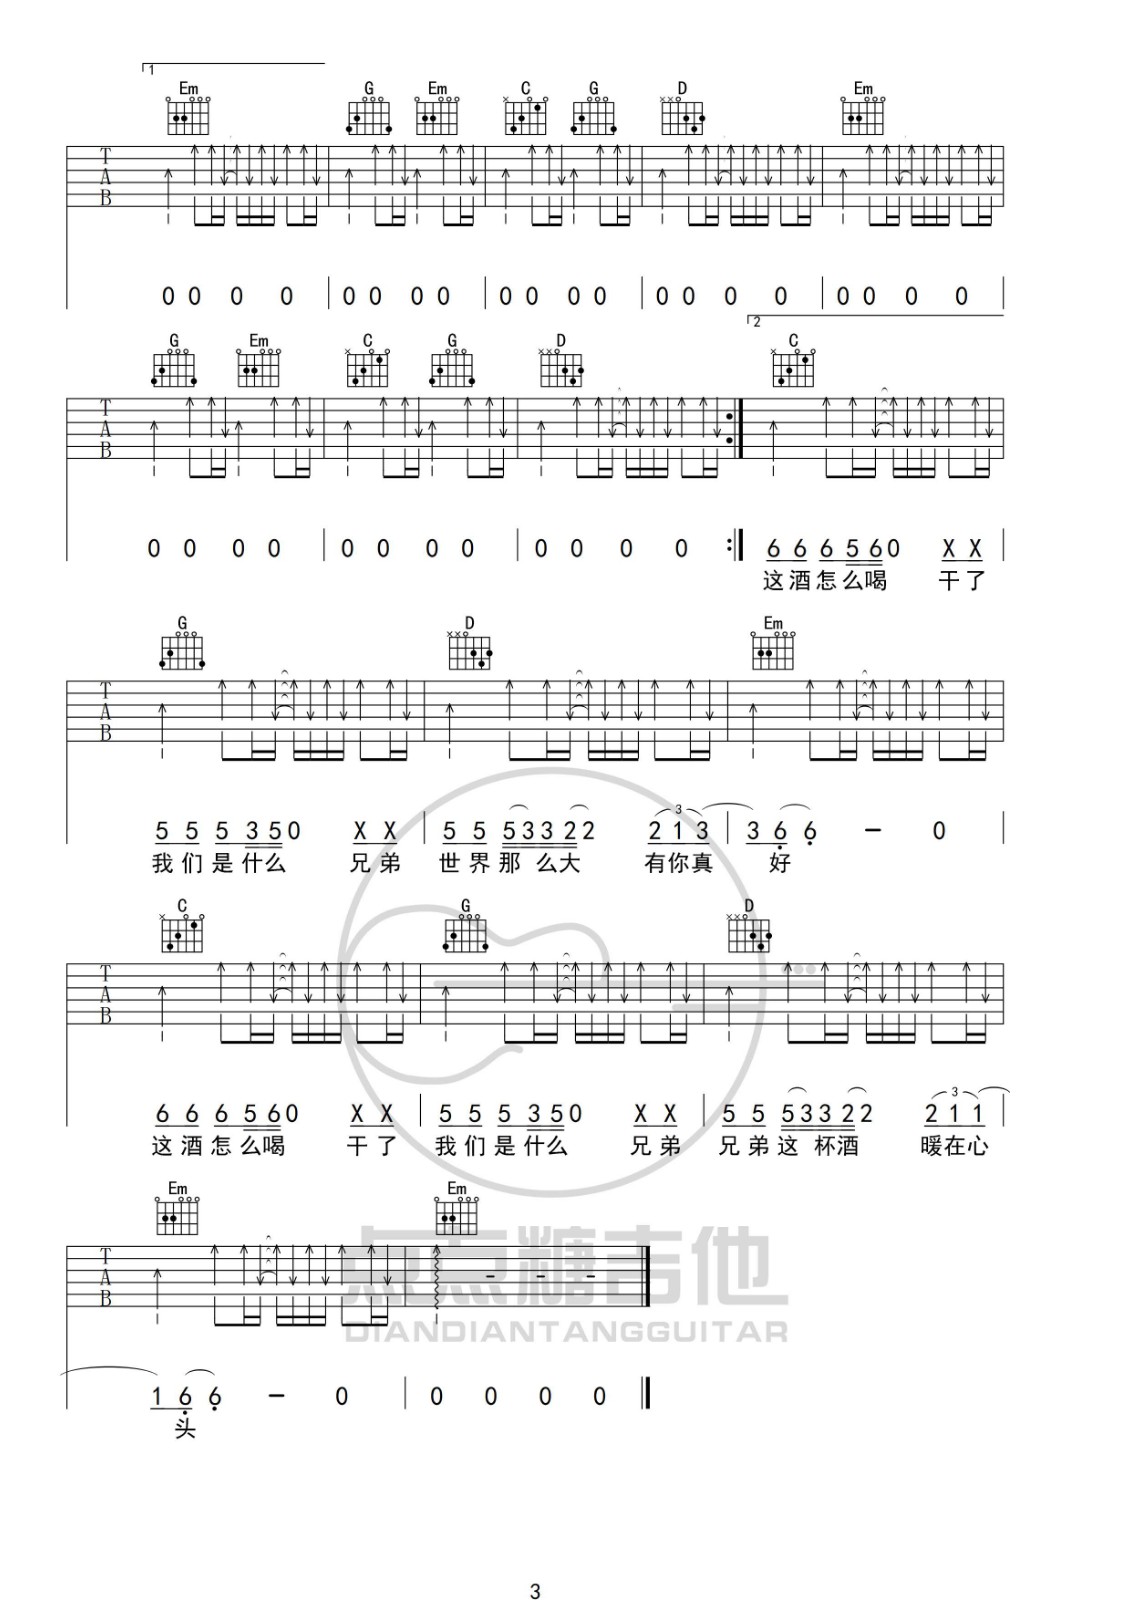 1
Em G Em C G D Em
T
A
B
0 0 0 0 0 0 0 0 0 0 0 0 0 0 0 0 0 0 0 0
2
G Em C G D C
T
A
B
0 0 0 0 0 0 0 0 0 0 0 0 6 6 6 5 6 0 X X
这酒怎么喝 干了
G D Em
T
A
B
3
5 5 5 3 5 0 X X 5 5 5 3 3 2 2 2 1 3 3 6 6 – 0
我们是什么 兄弟 世界那么大 有你真 好
C G D
T
A
B
3
6 6 6 5 6 0 X X 5 5 5 3 5 0 X X 5 5 5 3 3 2 2 2 1 1
这酒怎么喝 干了 我们是什么 兄弟 兄弟这杯酒 暖在心
Em Em
T
A
B
点点糖吉他
DIANDIANTANGGUITAR
1 6 6 – 0 0 0 0 0
头
3